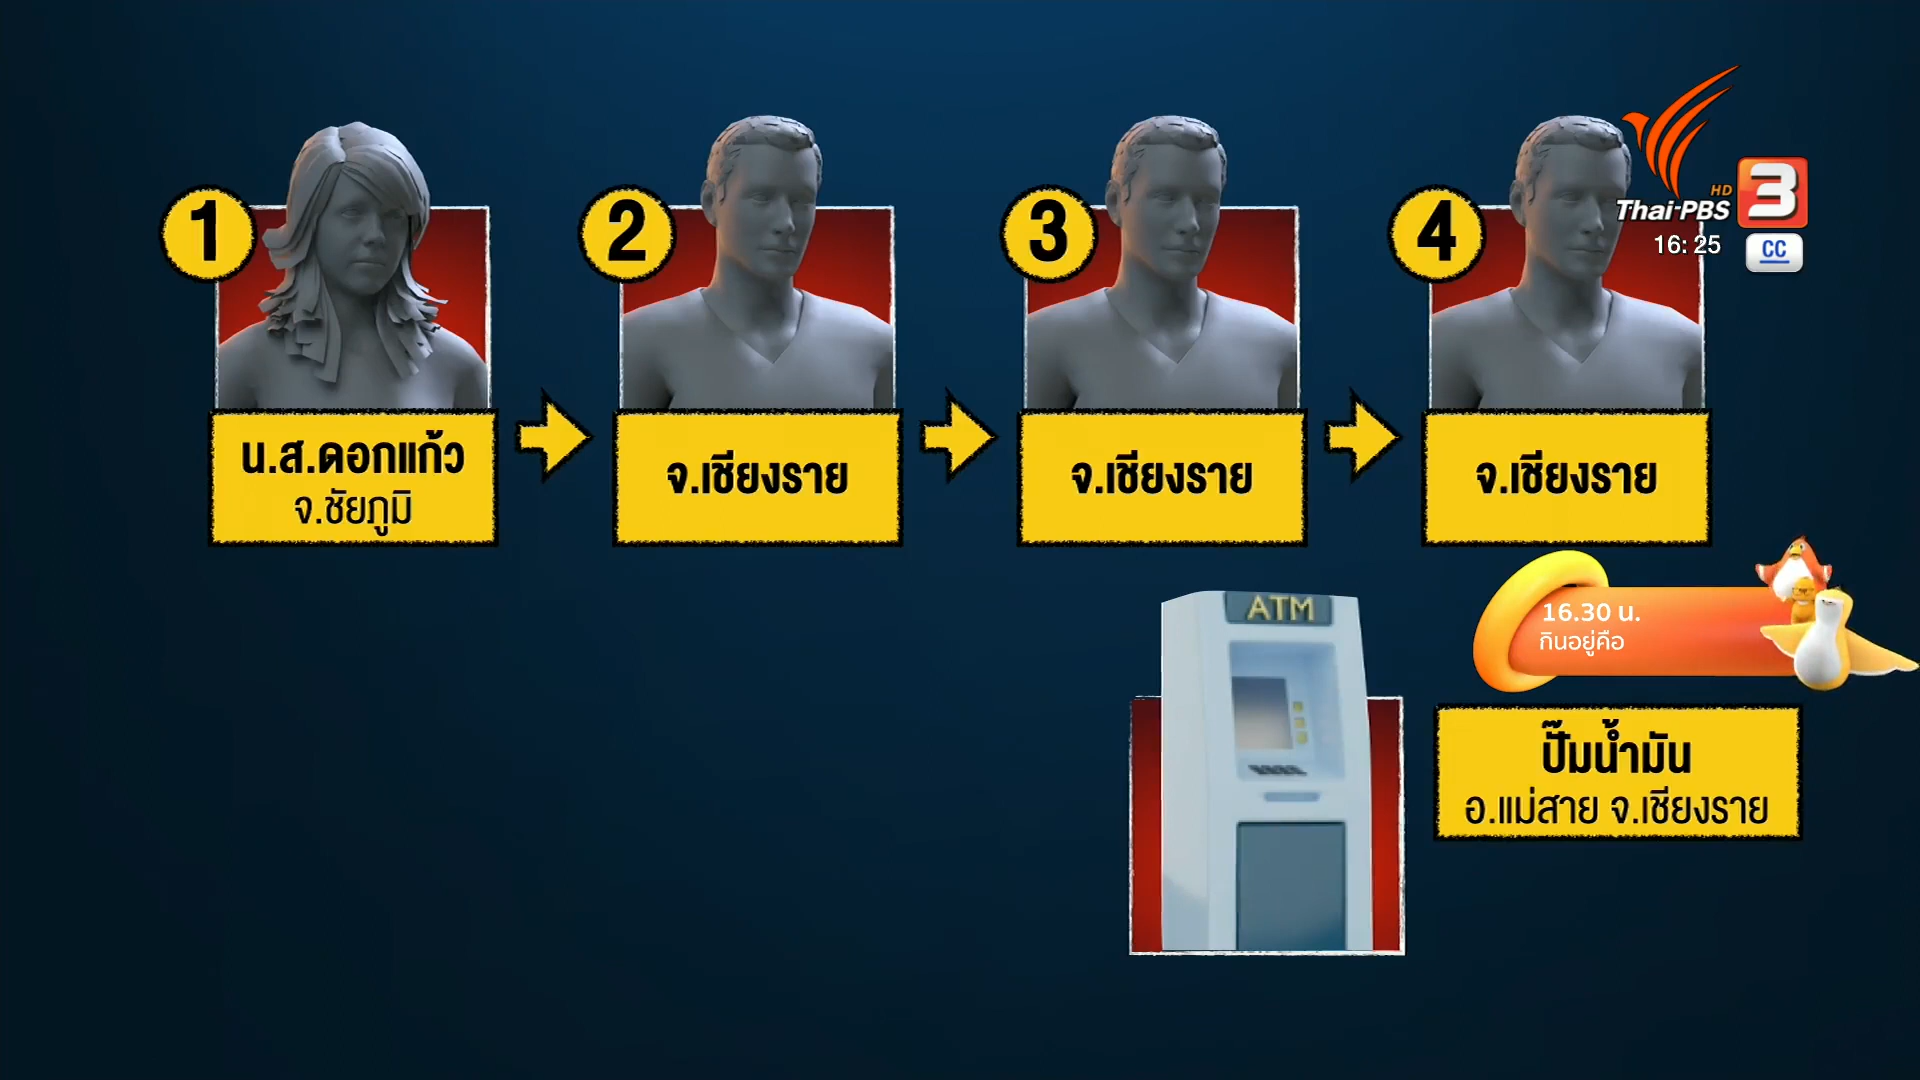 1
2
3
4
HD
Thai PBS
3
16: 25
CC
น.ส.ดอกแก้ว
จ.ชัยภูมิ
จ.เชียงราย
จ.เชียงราย
จ.เชียงราย
ATM
16.30 น.
กินอยู่คือ
ปั๊มน้ำมัน
อ.แม่สาย จ.เชียงราย